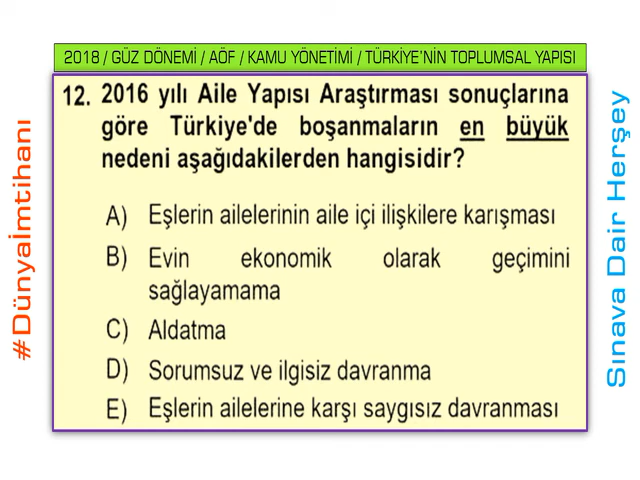 2018 / GÜZ DÖNEMİ / AÖF / KAMU YÖNETİMİ / TÜRKİYE'NİN TOPLUMSAL YAPISI
#Dünyaİmtihanı
12. 2016 yılı Aile Yapısı Araştırması sonuçlarına
göre Türkiye'de boşanmaların en büyük
nedeni aşağıdakilerden hangisidir?
A) Eşlerin ailelerinin aile içi ilişkilere karışması
B) Evin ekonomik olarak geçimini
sağlayamama
C) Aldatma
D) Sorumsuz ve ilgisiz davranma
E) Eşlerin ailelerine karşı saygısız davranması
Sınava Dair Herşey